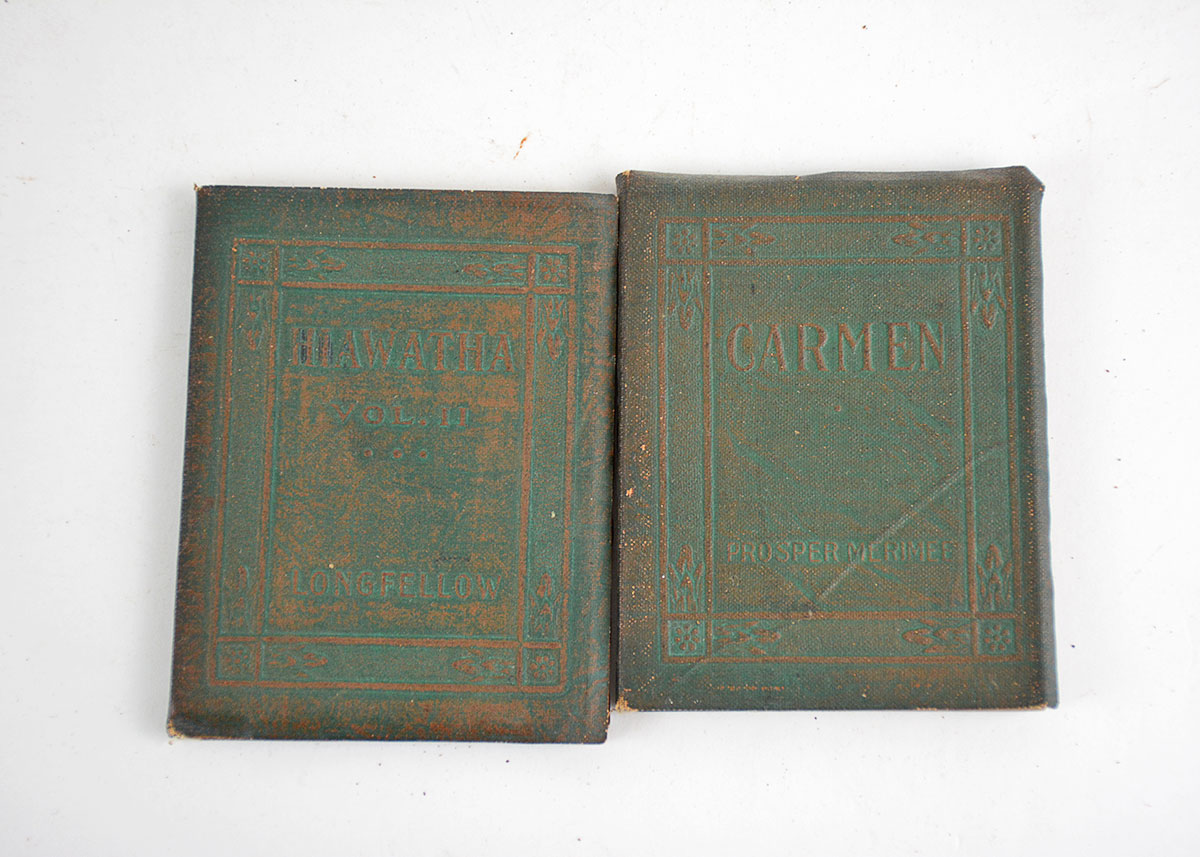 HIAWATHA
VOL. II
LONGFELLOW
CARMEN
PROSPER MERIMEE